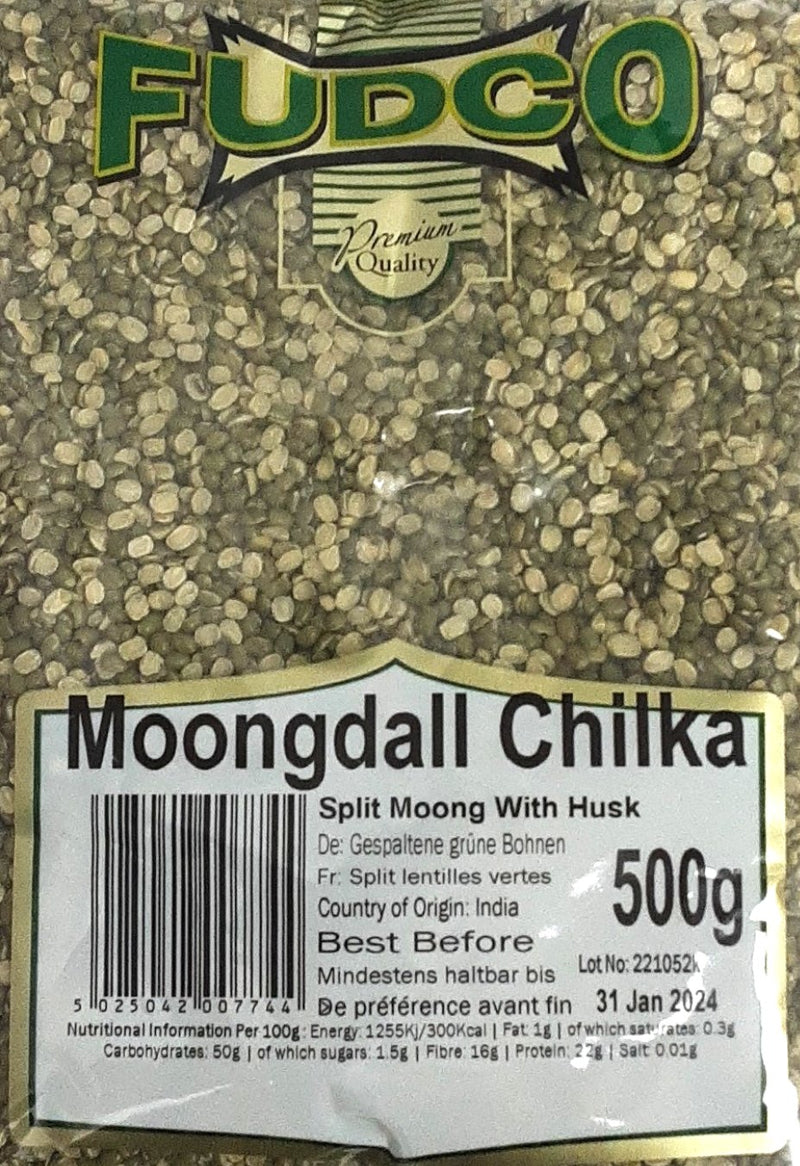 FUDCO
Premium
Quality
Moongdall Chilka
Split Moong With Husk
De: Gespaltene grüne Bohnen
Fr: Split lentilles vertes
500g
Country of Origin: India
Best Before
Lot No: 221052k
Mindestens haltbar bis
De préférence avant fin 31 Jan 2024
5 025042 007744
Nutritional Information Per 100g: Energy: 1255Kj/300Kcal | Fat: 1g | of which saturates: 0.3g
Carbohydrates: 50g | of which sugars: 1.5g | Fibre: 16g | Protein: 22g | Salt: 0.01g